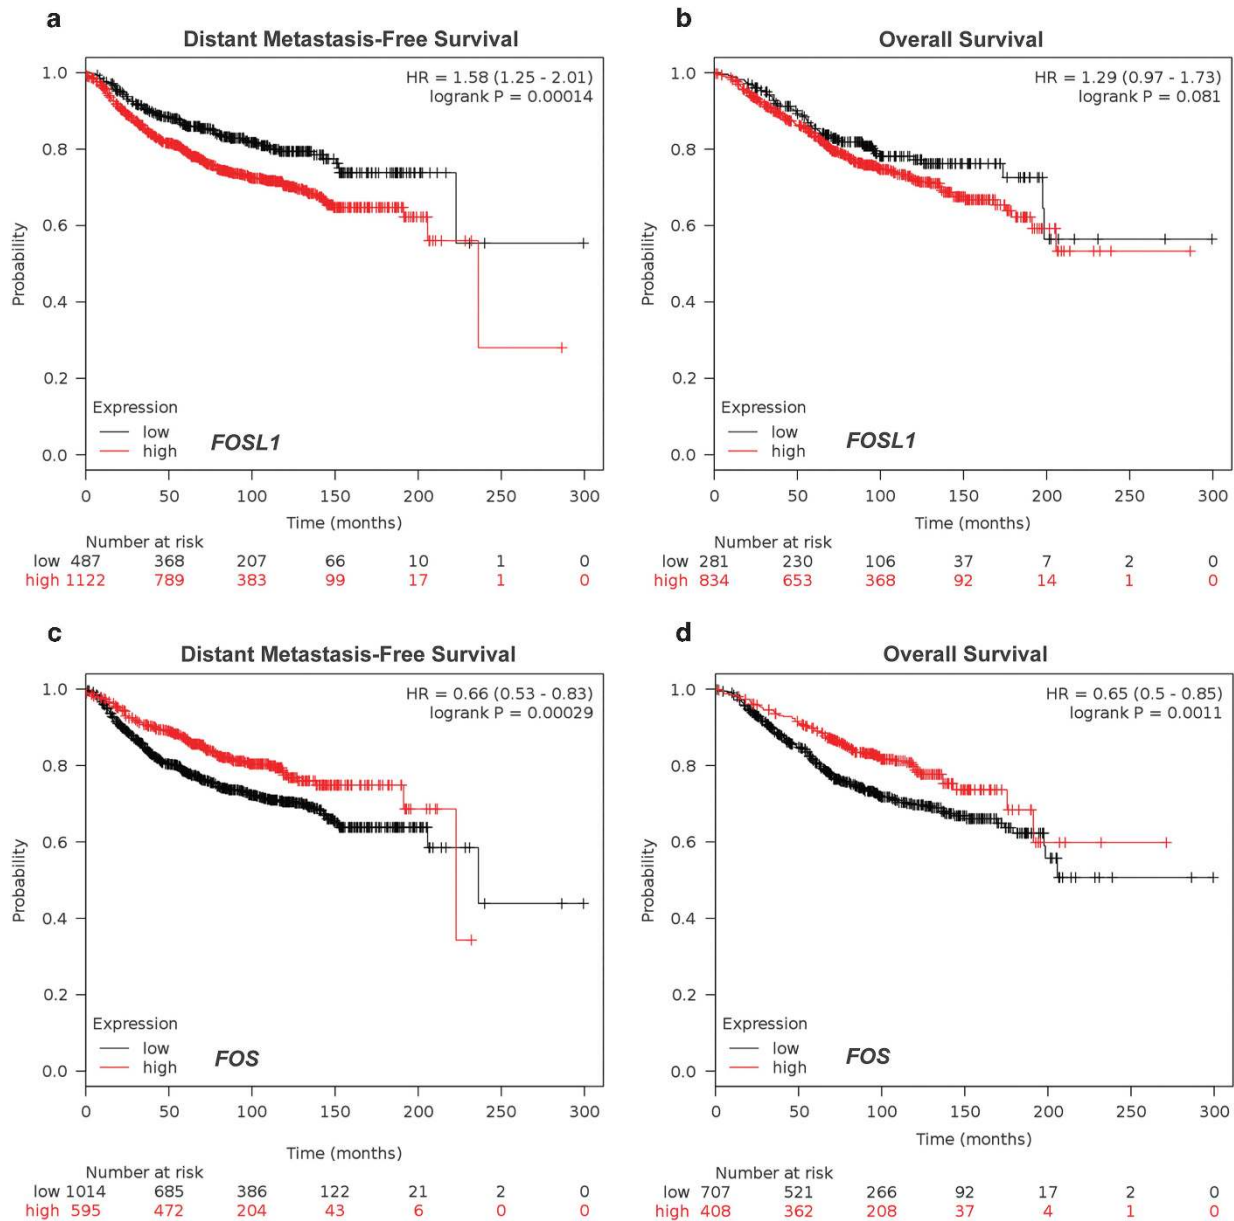 a
Distant Metastasis-Free Survival
HR = 1.58 (1.25 - 2.01)
logrank P = 0.00014
1.0
0.8
0.6
0.4
0.2
0.0
Probability
Expression
low
high
FOSL1
0 50 100 150 200 250 300
Time (months)
Number at risk
low 487 368 207 66 10 1 0
high 1122 789 383 99 17 1 0
b
Overall Survival
HR = 1.29 (0.97 - 1.73)
logrank P = 0.081
1.0
0.8
0.6
0.4
0.2
0.0
Probability
Expression
low
high
FOSL1
0 50 100 150 200 250 300
Time (months)
Number at risk
low 281 230 106 37 7 2 0
high 834 653 368 92 14 1 0
c
Distant Metastasis-Free Survival
HR = 0.66 (0.53 - 0.83)
logrank P = 0.00029
1.0
0.8
0.6
0.4
0.2
0.0
Probability
Expression
low
high
FOS
0 50 100 150 200 250 300
Time (months)
Number at risk
low 1014 685 386 122 21 2 0
high 595 472 204 43 6 0 0
d
Overall Survival
HR = 0.65 (0.5 - 0.85)
logrank P = 0.0011
1.0
0.8
0.6
0.4
0.2
0.0
Probability
Expression
low
high
FOS
0 50 100 150 200 250 300
Time (months)
Number at risk
low 707 521 266 92 17 2 0
high 408 362 208 37 4 1 0